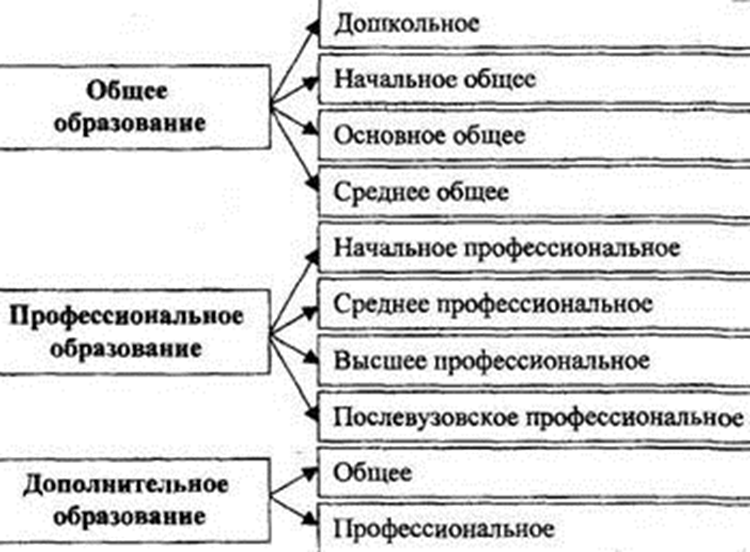 Общее
образование
Дошкольное
Начальное общее
Основное общее
Среднее общее
Профессиональное
образование
Начальное профессиональное
Среднее профессиональное
Высшее профессиональное
Послевузовское профессиональное
Дополнительное
образование
Общее
Профессиональное